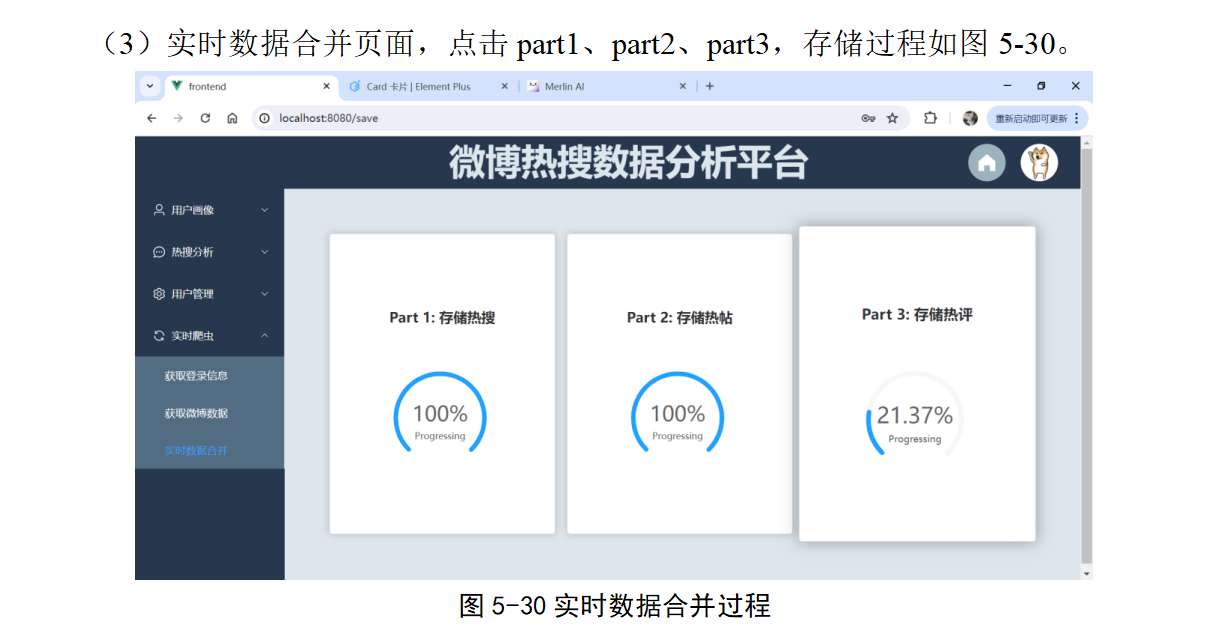 （3）实时数据合并页面，点击 part1、part2、part3，存储过程如图 5-30。
frontend
Card 卡片 | Element Plus
Merlin AI
localhost:8080/save
重新启动即可更新
微博热搜数据分析平台
用户画像
热搜分析
用户管理
实时爬虫
获取登录信息
获取微博数据
实时数据合并
Part 1: 存储热搜
100%
Progressing
Part 2: 存储热帖
100%
Progressing
Part 3: 存储热评
21.37%
Progressing
图 5-30 实时数据合并过程